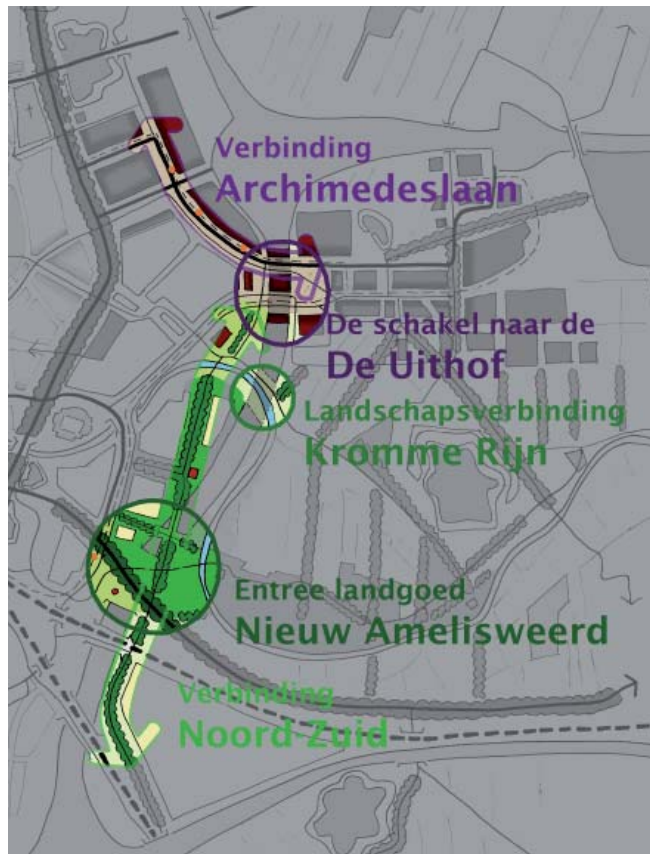 Verbinding
Archimedeslaan
De schakel naar de
De Uithof
Landschapsverbinding
Kromme Rijn
Entree landgoed
Nieuw Amelisweerd
Verbinding
Noord-Zuid